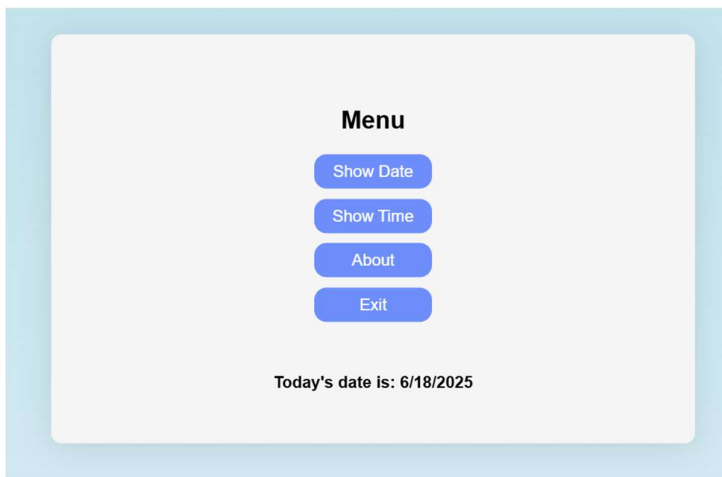 Menu
Show Date
Show Time
About
Exit
Today's date is: 6/18/2025